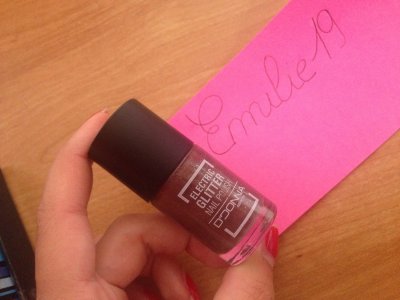 Emilie19
ELECTRIC
GLITTER
NAIL POLISH
D'DONNA